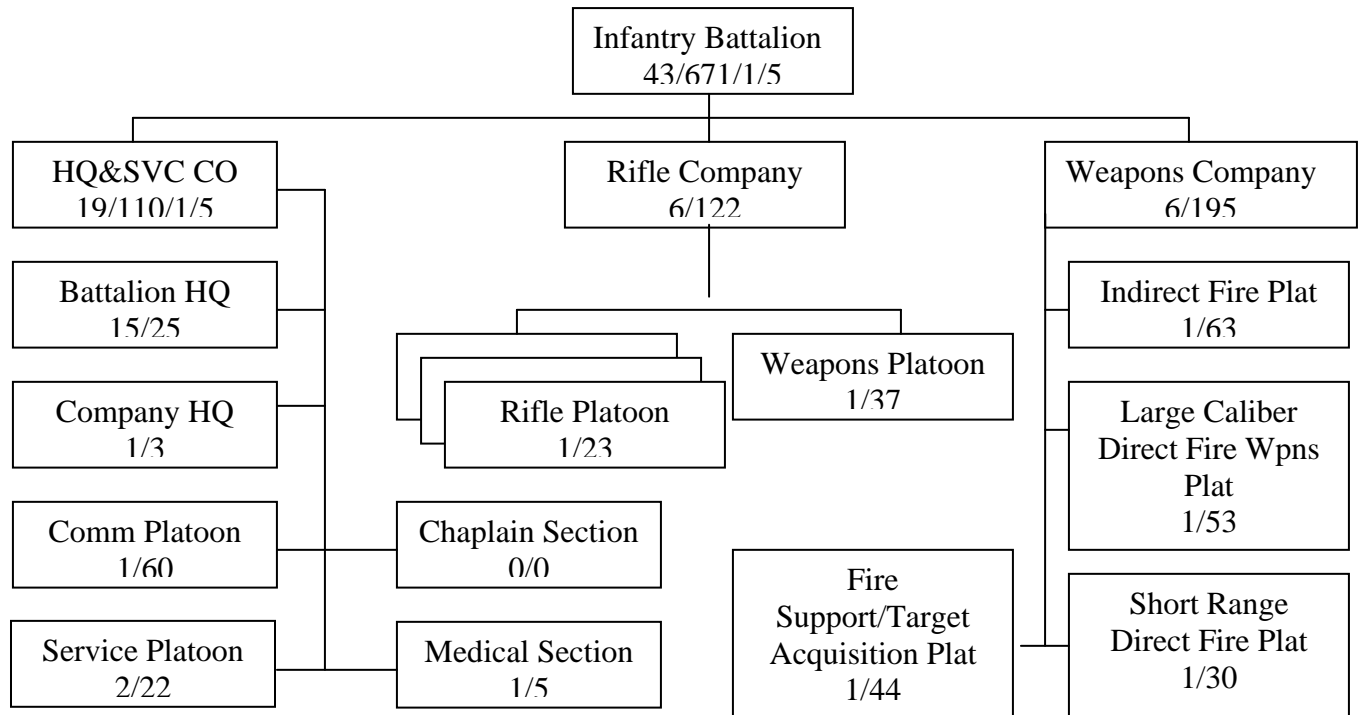 Infantry Battalion
43/671/1/5
HQ&SVC CO
19/110/1/5
Rifle Company
6/122
Weapons Company
6/195
Battalion HQ
15/25
Company HQ
1/3
Comm Platoon
1/60
Service Platoon
2/22
Chaplain Section
0/0
Medical Section
1/5
Rifle Platoon
1/23
Weapons Platoon
1/37
Indirect Fire Plat
1/63
Large Caliber
Direct Fire Wpns
Plat
1/53
Fire
Support/Target
Acquisition Plat
1/44
Short Range
Direct Fire Plat
1/30